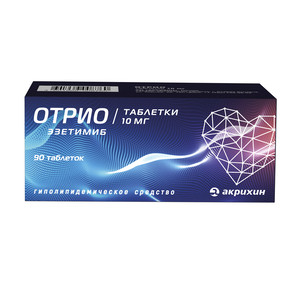 ОТРИО / ТАБЛЕТКИ
10 МГ
ЭЗЕТИМИБ
90 таблеток
гиполипидемическое средство
акрихин